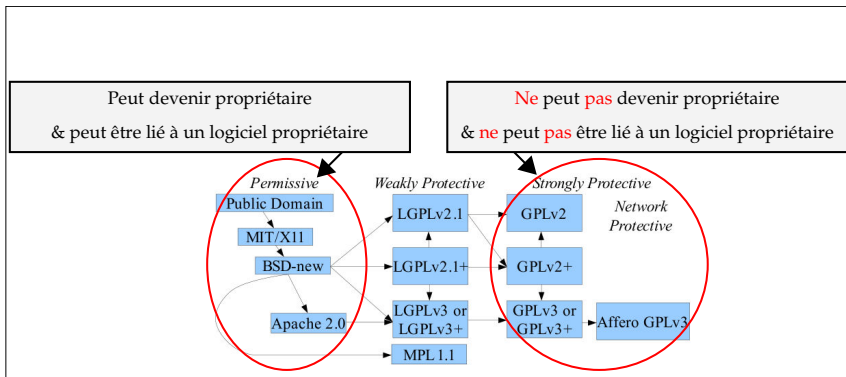 Peut devenir propriétaire
& peut être lié à un logiciel propriétaire
Ne peut pas devenir propriétaire
& ne peut pas être lié à un logiciel propriétaire
Permissive
Weakly Protective
Strongly Protective
Public Domain
MIT/X11
BSD-new
Apache 2.0
LGPLv2.1
LGPLv2.1+
LGPLv3 or
LGPLv3+
MPL 1.1
GPLv2
GPLv2+
GPLv3 or
GPLv3+
Network
Protective
Affero GPLv3